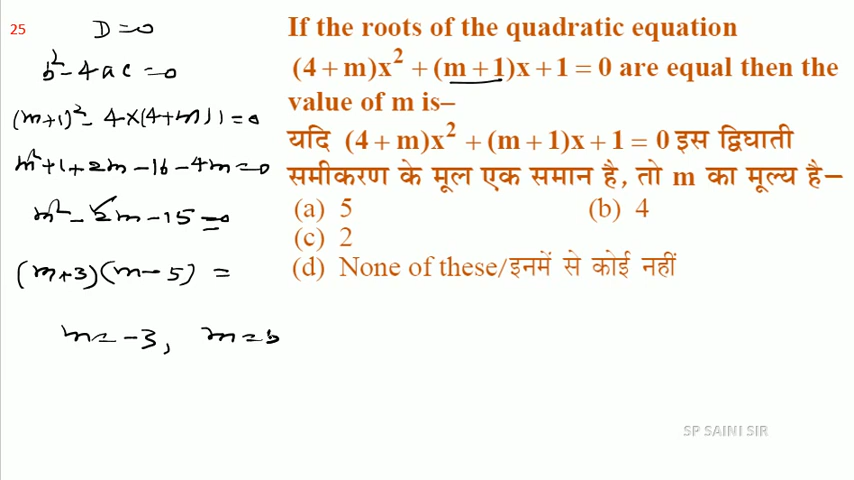 25
D=0
b²-4ac=0
(m+1)²-4×(4+m)1=0
m²+1+2m-16-4m=0
m²-2m-15=0
(m+3)(m-5)=
m=-3, m=5
If the roots of the quadratic equation
(4+m)x²+(m+1)x+1=0 are equal then the
value of m is–
यदि (4+m)x²+(m+1)x+1=0 इस द्विघाती
समीकरण के मूल एक समान है, तो m का मूल्य है–
(a) 5 (b) 4
(c) 2
(d) None of these/इनमें से कोई नहीं
SP SAINI SIR